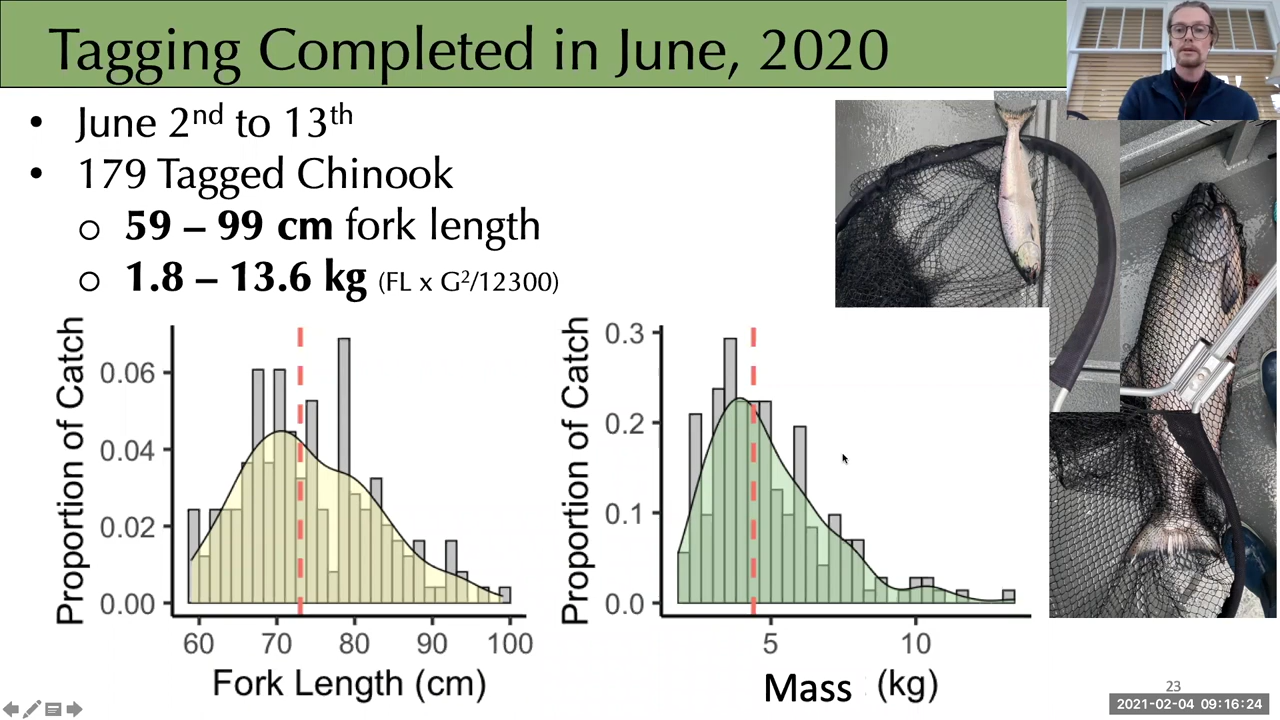 Tagging Completed in June, 2020
• June 2nd to 13th
• 179 Tagged Chinook
o 59 – 99 cm fork length
o 1.8 – 13.6 kg (FL x G²/12300)
Proportion of Catch
0.06
0.04
0.02
0.00
60 70 80 90 100
Fork Length (cm)
Proportion of Catch
0.3
0.2
0.1
0.0
5 10
Mass (kg)
23
2021-02-04 09:16:24